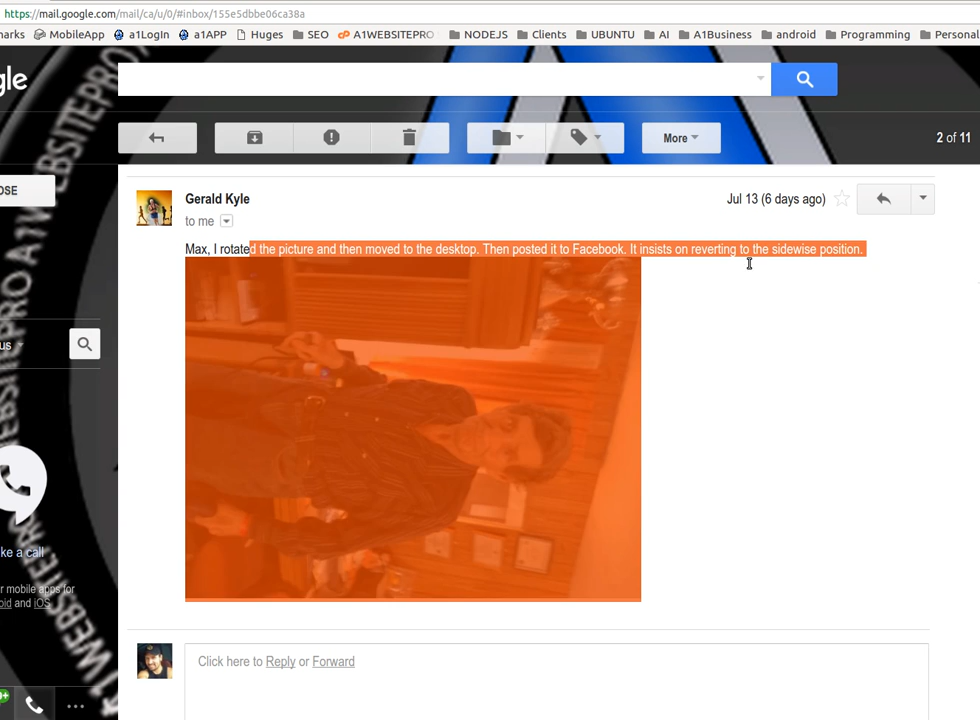 https://mail.google.com/mail/ca/u/0/#inbox/155e5dbbe06ca38a
arks MobileApp a1LogIn a1APP Huges SEO A1WEBSITEPRO NODEJS Clients UBUNTU AI A1Business android Programming Personal
gle
More
2 of 11
OSE
Gerald Kyle
Jul 13 (6 days ago)
to me
Max, I rotated the picture and then moved to the desktop. Then posted it to Facebook. It insists on reverting to the sidewise position.
us
ke a call
r mobile apps for
oid and iOS
Click here to Reply or Forward
WEBSITEPRO A1WEBSITEPRO
A1WEBSITEPRO